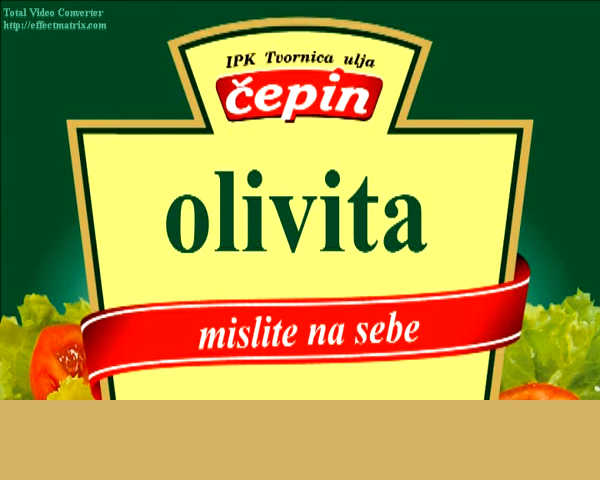 Total Video Converter
http://effectmatrix.com
IPK Tvornica ulja
čepin
olivita
mislite na sebe